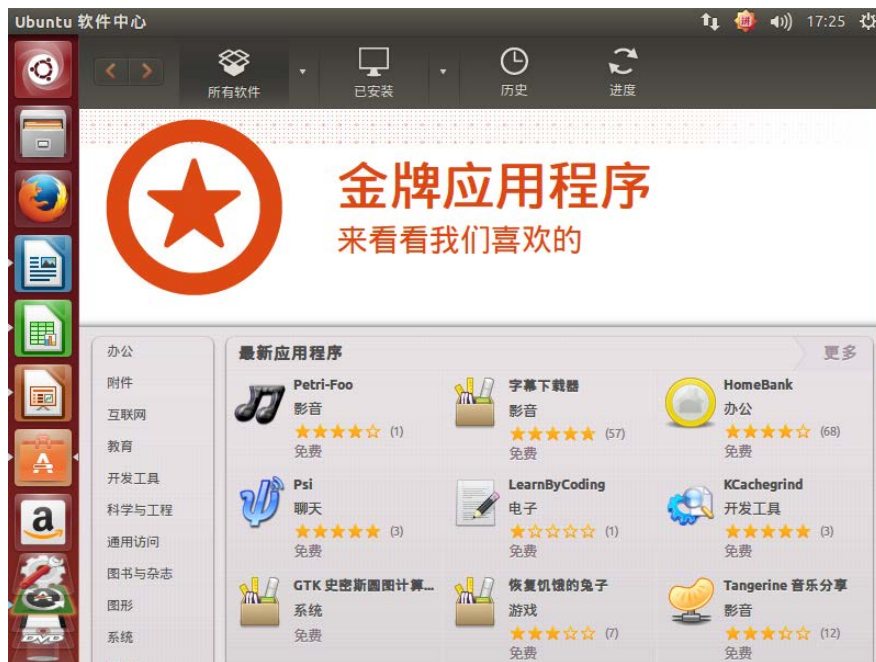 Ubuntu 软件中心
17:25
所有软件
已安装
历史
进度
金牌应用程序
来看看我们喜欢的
办公
附件
互联网
教育
开发工具
科学与工程
通用访问
图书与杂志
图形
系统
最新应用程序
更多
Petri-Foo
影音
(1)
免费
字幕下载器
影音
(57)
免费
HomeBank
办公
(68)
免费
Psi
聊天
(3)
免费
LearnByCoding
电子
(1)
免费
KCachegrind
开发工具
(3)
免费
GTK 史密斯圆图计算...
系统
免费
恢复饥饿的兔子
游戏
(7)
免费
Tangerine 音乐分享
影音
(12)
免费
拼
A
a
DVD